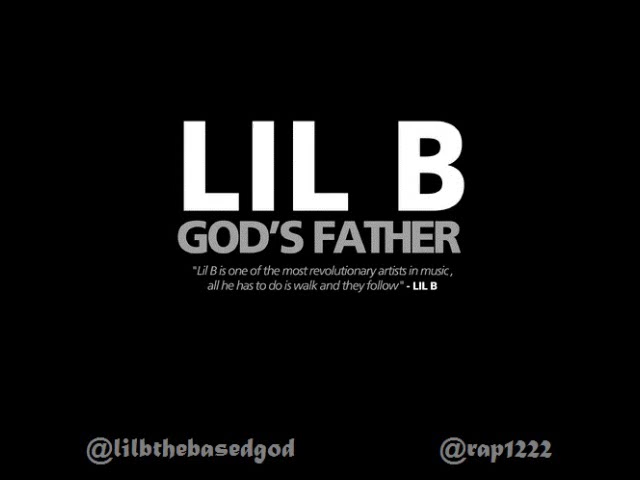 LIL B
GOD'S FATHER
"Lil B is one of the most revolutionary artists in music,
all he has to do is walk and they follow" - LIL B
@lilbthebasedgod @rap1222